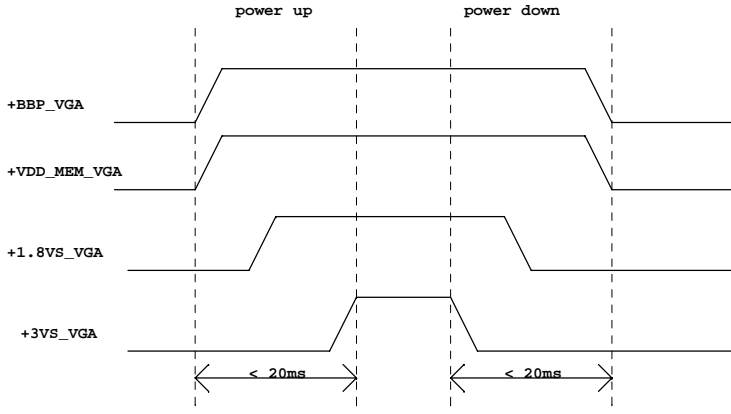 power up
power down
+BBP_VGA
+VDD_MEM_VGA
+1.8VS_VGA
+3VS_VGA
< 20ms
< 20ms